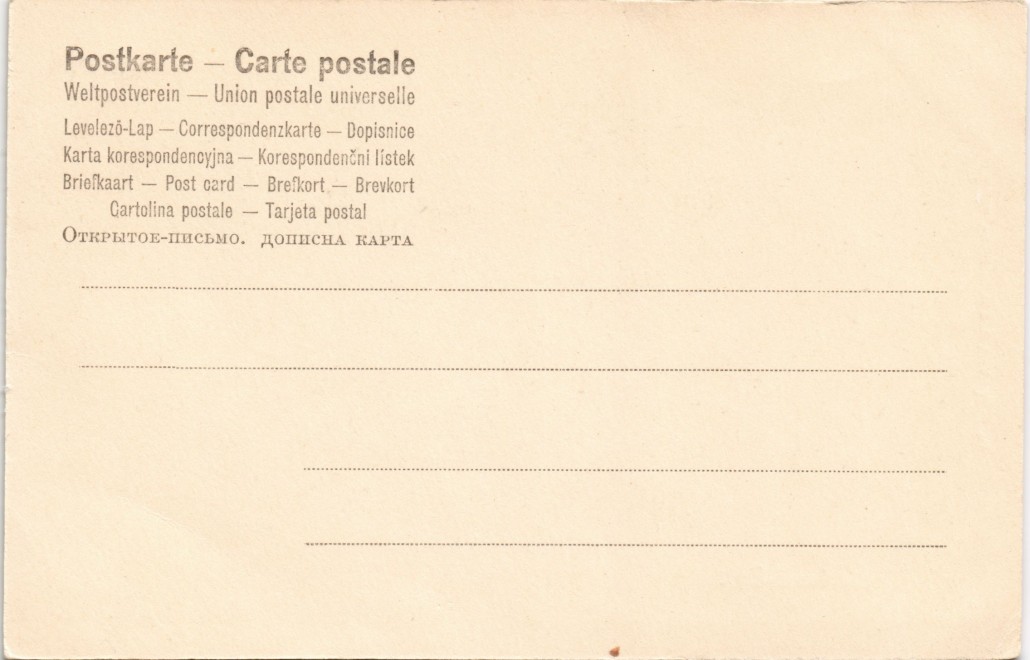 Postkarte — Carte postale
Weltpostverein — Union postale universelle
Levelező-Lap — Correspondenzkarte — Dopisnice
Karta korespondencyjna — Korespondenčni lístek
Briefkaart — Post card — Brefkort — Brevkort
Cartolina postale — Tarjeta postal
Открытое-письмо. дописна карта